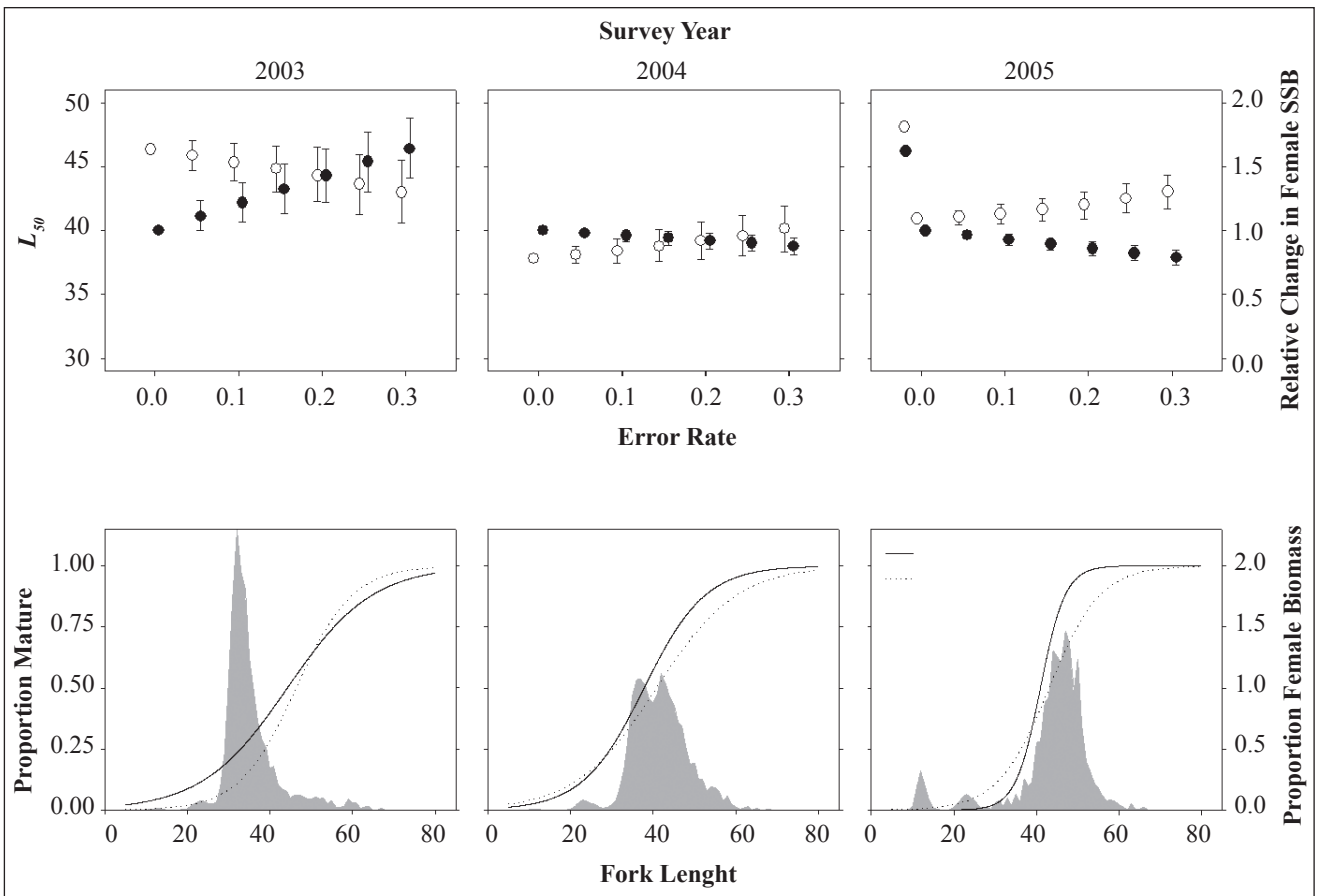 Survey Year
2003 2004 2005
50
45
40
35
30
L50
2.0
1.5
1.0
0.5
0.0
Relative Change in Female SSB
0.0 0.1 0.2 0.3 0.0 0.1 0.2 0.3 0.0 0.1 0.2 0.3
Error Rate
1.00
0.75
0.50
0.25
0.00
Proportion Mature
2.0
1.5
1.0
0.5
0.0
Proportion Female Biomass
0 20 40 60 80 0 20 40 60 80 0 20 40 60 80
Fork Lenght